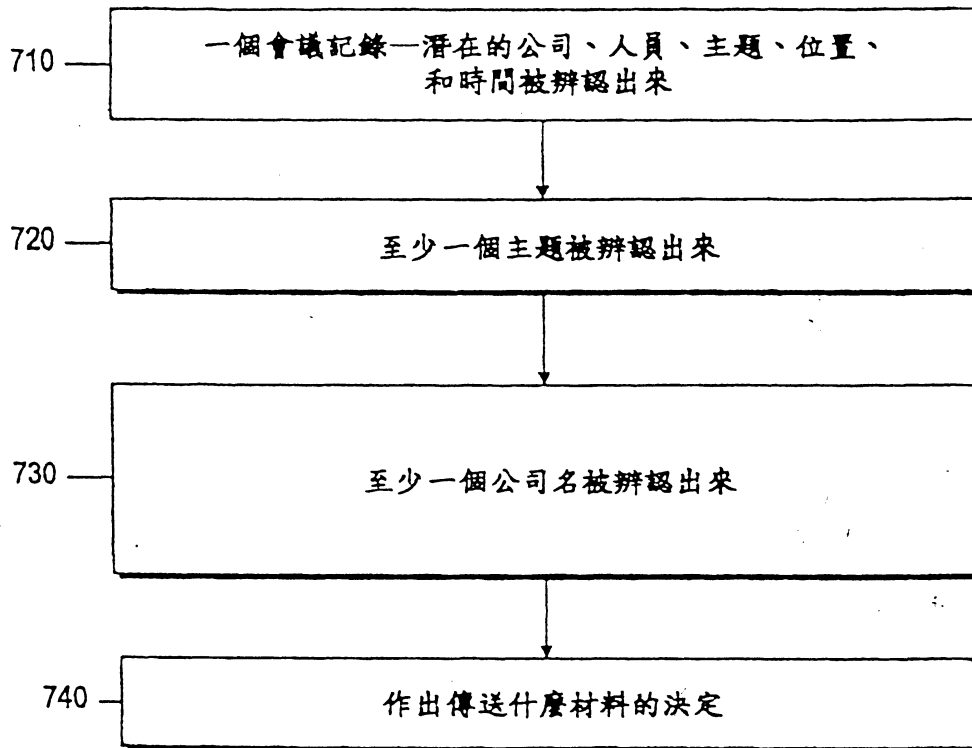 710
一個會議記錄—潛在的公司、人員、主題、位置、
和時間被辨認出來
720
至少一個主題被辨認出來
730
至少一個公司名被辨認出來
740
作出傳送什麼材料的決定